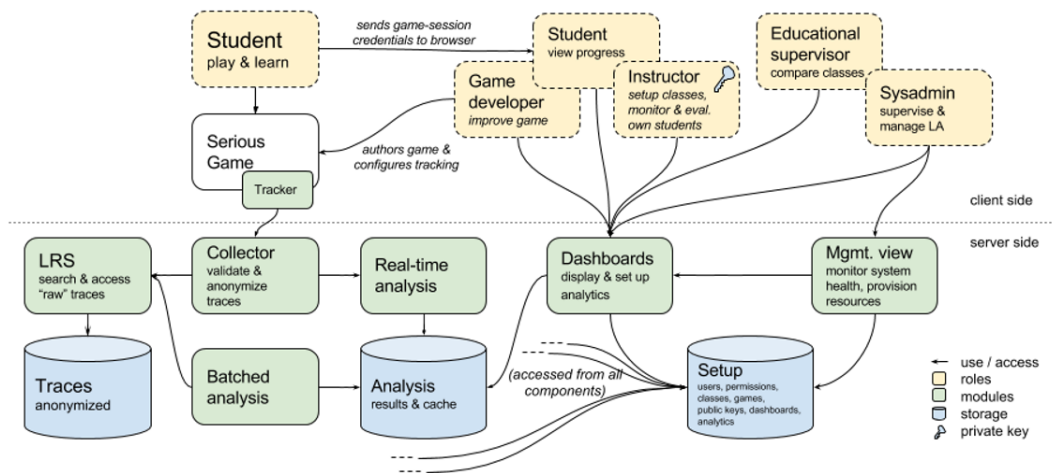 Student
play & learn
sends game-session
credentials to browser
Student
view progress
Game
developer
improve game
Instructor
setup classes,
monitor & eval.
own students
Educational
supervisor
compare classes
Sysadmin
supervise &
manage LA
Serious
Game
Tracker
authors game &
configures tracking
client side
server side
LRS
search & access
“raw” traces
Collector
validate &
anonymize
traces
Real-time
analysis
Dashboards
display & set up
analytics
Mgmt. view
monitor system
health, provision
resources
Traces
anonymized
Batched
analysis
Analysis
results & cache
(accessed from all
components)
Setup
users, permissions,
classes, games,
public keys, dashboards,
analytics
use / access
roles
modules
storage
private key